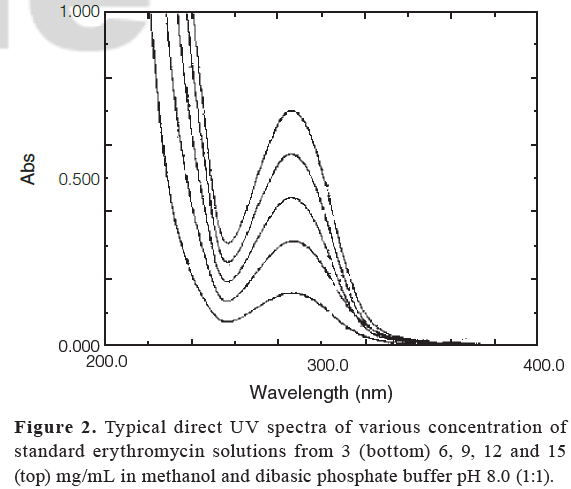 1.000
Abs
0.500
0.000
200.0 300.0 400.0
Wavelength (nm)
Figure 2. Typical direct UV spectra of various concentration of
standard erythromycin solutions from 3 (bottom) 6, 9, 12 and 15
(top) mg/mL in methanol and dibasic phosphate buffer pH 8.0 (1:1).